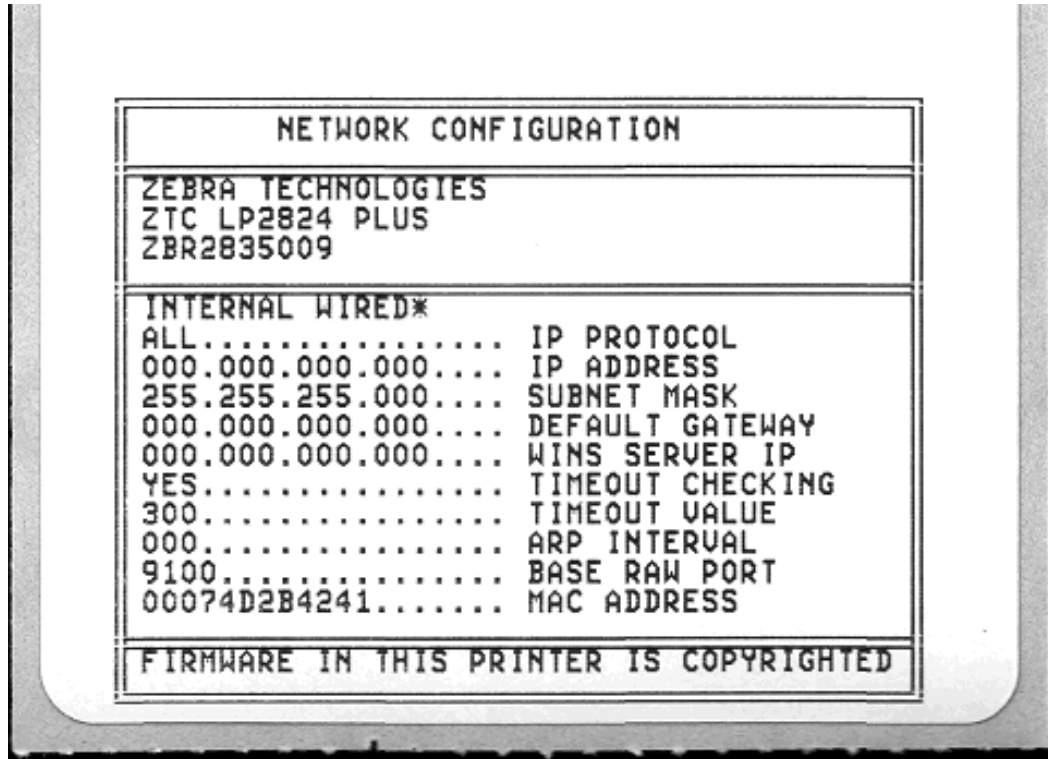 NETWORK CONFIGURATION
ZEBRA TECHNOLOGIES
ZTC LP2824 PLUS
ZBR2835009
INTERNAL WIRED*
ALL................ IP PROTOCOL
000.000.000.000.... IP ADDRESS
255.255.255.000.... SUBNET MASK
000.000.000.000.... DEFAULT GATEWAY
000.000.000.000.... WINS SERVER IP
YES................ TIMEOUT CHECKING
300................ TIMEOUT VALUE
000................ ARP INTERVAL
9100............... BASE RAW PORT
00074D2B4241....... MAC ADDRESS
FIRMWARE IN THIS PRINTER IS COPYRIGHTED